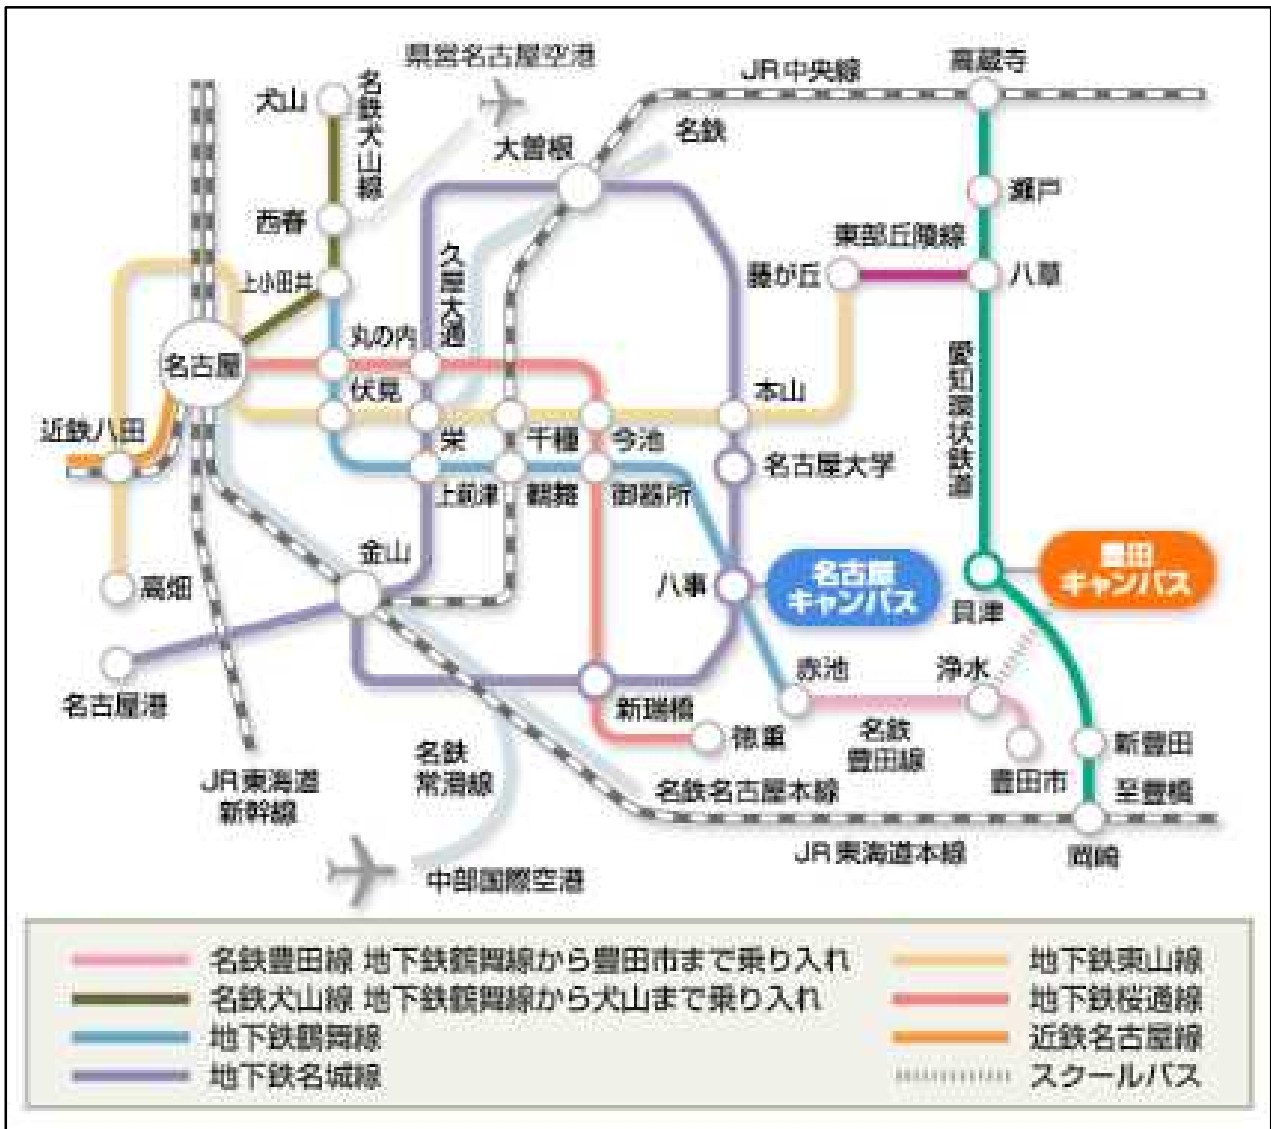 県営名古屋空港
JR中央線
高蔵寺
犬山
名鉄犬山線
大曽根
名鉄
瀬戸
西春
東部丘陵線
上小田井
久屋大通
藤が丘
八草
丸の内
名古屋
伏見
本山
愛知環状鉄道
近鉄八田
栄
千種
今池
名古屋大学
上前津
鶴舞
御器所
金山
高畑
八事
名古屋
キャンパス
豊田
キャンパス
貝津
名古屋港
赤池
浄水
新瑞橋
徳重
名鉄
豊田線
新豊田
豊田市
名鉄
常滑線
JR東海道
新幹線
名鉄名古屋本線
至豊橋
JR東海道本線
岡崎
中部国際空港
名鉄豊田線 地下鉄鶴舞線から豊田市まで乗り入れ
名鉄犬山線 地下鉄鶴舞線から犬山まで乗り入れ
地下鉄鶴舞線
地下鉄名城線
地下鉄東山線
地下鉄桜通線
近鉄名古屋線
スクールバス